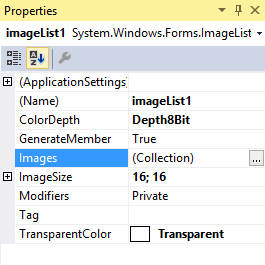 Properties
imageList1 System.Windows.Forms.ImageList
(ApplicationSettings)
(Name) imageList1
ColorDepth Depth8Bit
GenerateMember True
Images (Collection) ...
ImageSize 16; 16
Modifiers Private
Tag
TransparentColor Transparent